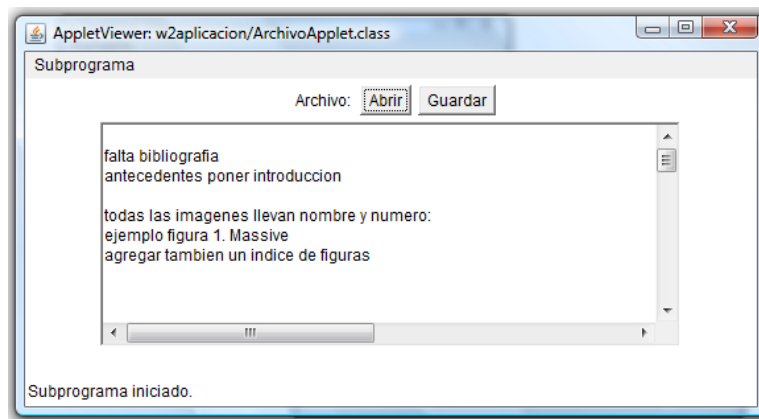 AppletViewer: w2aplicacion/ArchivoApplet.class
Subprograma
Archivo: Abrir Guardar
falta bibliografia
antecedentes poner introduccion
todas las imagenes llevan nombre y numero:
ejemplo figura 1. Massive
agregar tambien un indice de figuras
Subprograma iniciado.